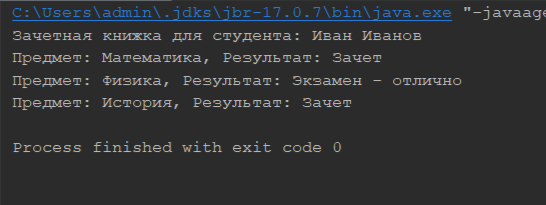 C:\Users\admin\.jdks\jbr-17.0.7\bin\java.exe "-javaage
Зачетная книжка для студента: Иван Иванов
Предмет: Математика, Результат: Зачет
Предмет: Физика, Результат: Экзамен - отлично
Предмет: История, Результат: Зачет
Process finished with exit code 0